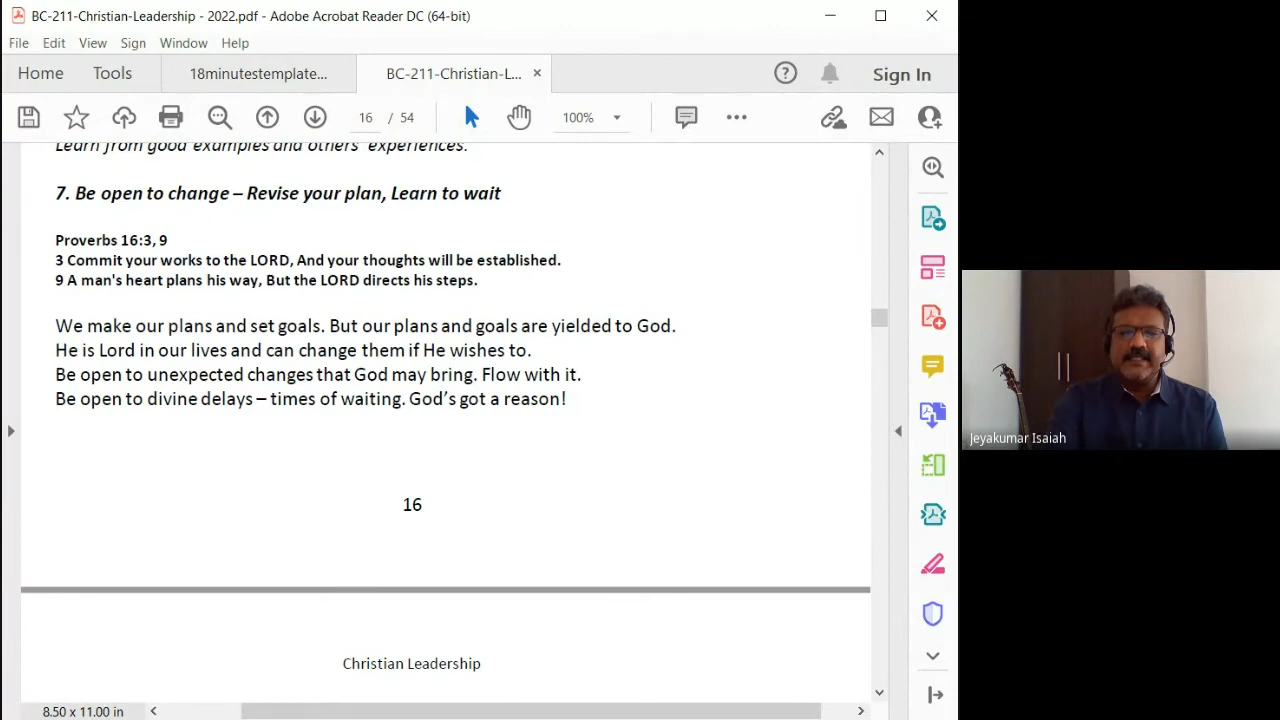 BC-211-Christian-Leadership - 2022.pdf - Adobe Acrobat Reader DC (64-bit)
File Edit View Sign Window Help
Home Tools 18minutestemplate... BC-211-Christian-L... Sign In
16 / 54 100%
Learn from good examples and others' experiences.
7. Be open to change – Revise your plan, Learn to wait
Proverbs 16:3, 9
3 Commit your works to the LORD, And your thoughts will be established.
9 A man's heart plans his way, But the LORD directs his steps.
We make our plans and set goals. But our plans and goals are yielded to God.
He is Lord in our lives and can change them if He wishes to.
Be open to unexpected changes that God may bring. Flow with it.
Be open to divine delays – times of waiting. God’s got a reason!
16
Christian Leadership
8.50 x 11.00 in
Jeyakumar Isaiah